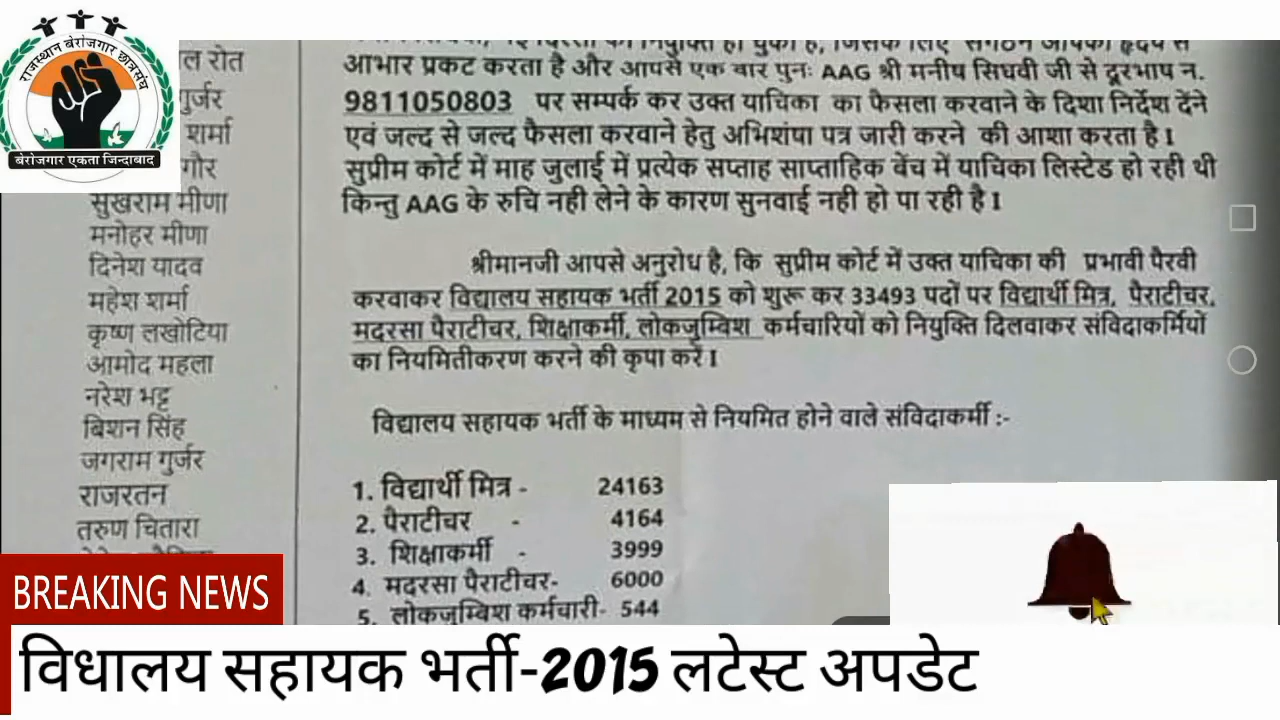 राजस्थान बेरोजगार छात्रसंघ
बेरोजगार एकता जिन्दाबाद
ल रोत
गुर्जर
शर्मा
गौर
सुखराम मीणा
मनोहर मीणा
दिनेश यादव
महेश शर्मा
कृष्ण लखोटिया
आमोद महला
नरेश भट्ट
बिशन सिंह
जगराम गुर्जर
राजरतन
तरुण चितारा
नियुक्ति हो चुकी है, जिसके लिए संगठन आपका हृदय से
आभार प्रकट करता है और आपसे एक बार पुनः AAG श्री मनीष सिघवी जी से दूरभाष न.
9811050803 पर सम्पर्क कर उक्त याचिका का फैसला करवाने के दिशा निर्देश देंने
एवं जल्द से जल्द फैसला करवाने हेतु अभिशंषा पत्र जारी करने की आशा करता है।
सुप्रीम कोर्ट में माह जुलाई में प्रत्येक सप्ताह साप्ताहिक बेंच में याचिका लिस्टेड हो रही थी
किन्तु AAG के रुचि नही लेने के कारण सुनवाई नही हो पा रही है।
श्रीमानजी आपसे अनुरोध है, कि सुप्रीम कोर्ट में उक्त याचिका की प्रभावी पैरवी
करवाकर विद्यालय सहायक भर्ती 2015 को शुरू कर 33493 पदों पर विद्यार्थी मित्र, पैराटीचर,
मदरसा पैराटीचर, शिक्षाकर्मी, लोकजुम्बिश कर्मचारियों को नियुक्ति दिलवाकर संविदाकर्मियों
का नियमितीकरण करने की कृपा करें।
विद्यालय सहायक भर्ती के माध्यम से नियमित होने वाले संविदाकर्मी :-
1. विद्यार्थी मित्र - 24163
2. पैराटीचर - 4164
3. शिक्षाकर्मी - 3999
4. मदरसा पैराटीचर- 6000
5. लोकजुम्बिश कर्मचारी- 544
BREAKING NEWS
विधालय सहायक भर्ती-2015 लटेस्ट अपडेट